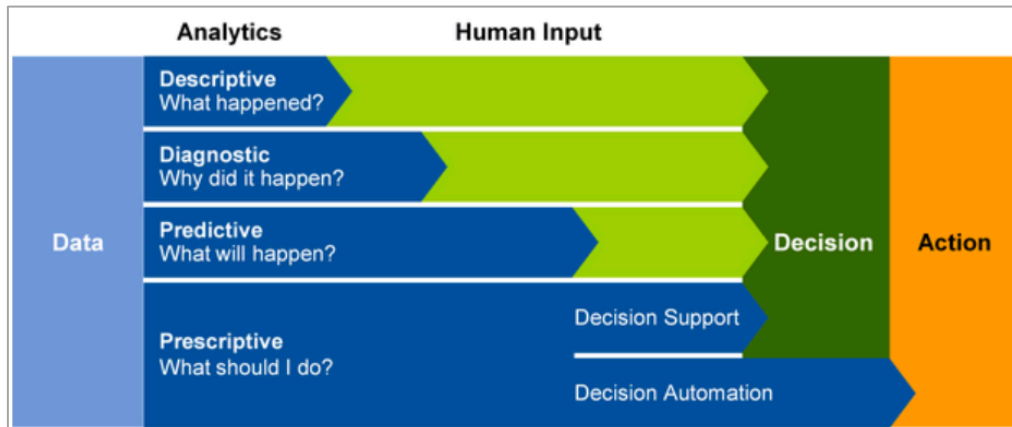 Analytics
Human Input
Descriptive
What happened?
Diagnostic
Why did it happen?
Data
Predictive
What will happen?
Decision
Action
Prescriptive
What should I do?
Decision Support
Decision Automation